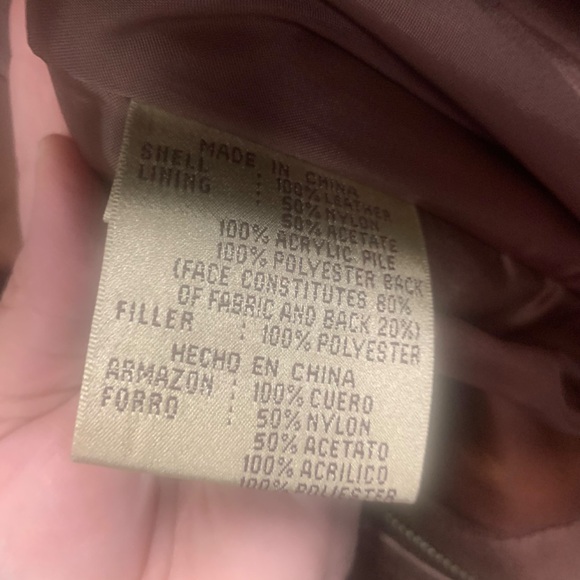 MADE IN CHINA
SHELL : 100% LEATHER
LINING : 50% NYLON
50% ACETATE
100% ACRYLIC PILE
100% POLYESTER BACK
(FACE CONSTITUTES 80%
OF FABRIC AND BACK 20%)
FILLER : 100% POLYESTER
HECHO EN CHINA
ARMAZON : 100% CUERO
FORRO : 50% NYLON
50% ACETATO
100% ACRILICO
100% POLIESTER